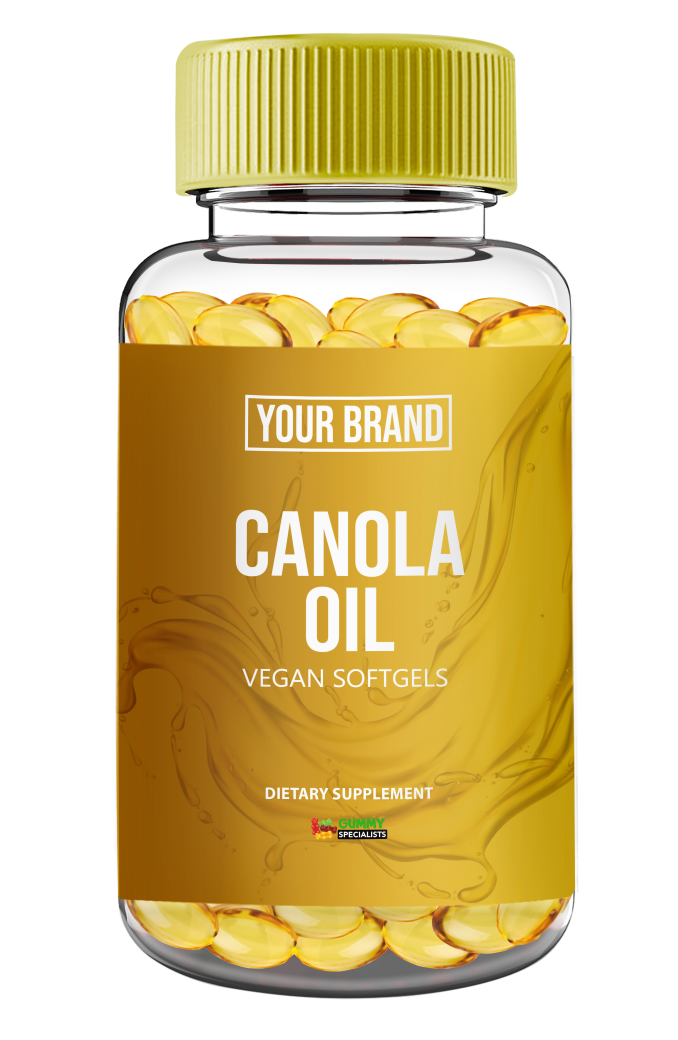 YOUR BRAND
CANOLA
OIL
VEGAN SOFTGELS
DIETARY SUPPLEMENT
GUMMY
SPECIALISTS